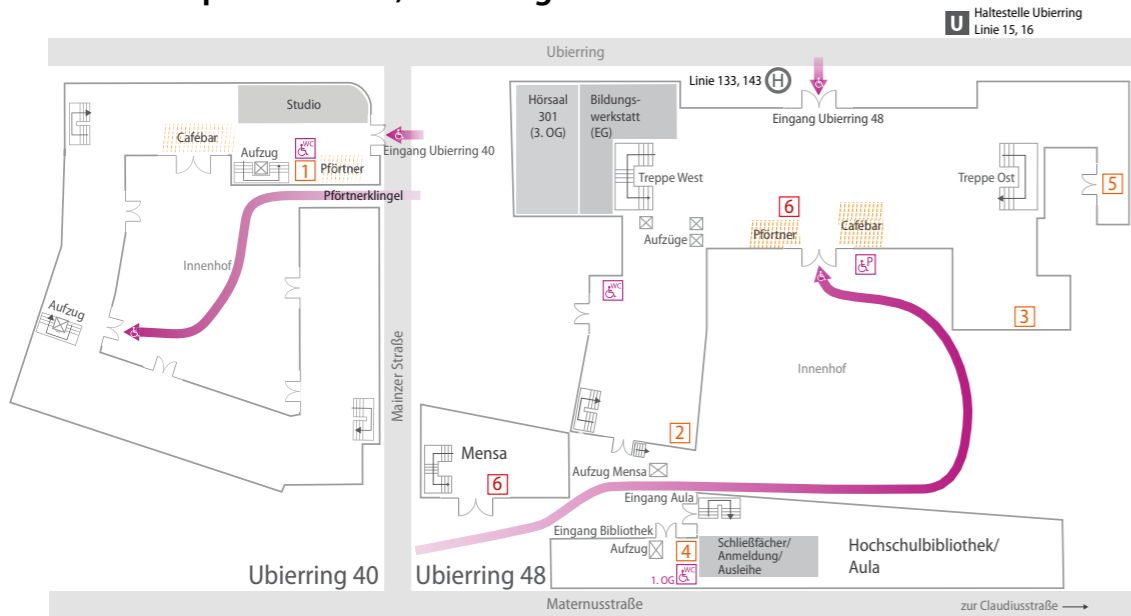 U Haltestelle Ubierring
Linie 15, 16
Ubierring
Studio
Cafébar
Aufzug
WC
1
Pförtner
Eingang Ubierring 40
Pförtnerklingel
Innenhof
Aufzug
Mainzer Straße
Ubierring 40
Linie 133, 143 H
Eingang Ubierring 48
Hörsaal
301
(3. OG)
Bildungs-
werkstatt
(EG)
Treppe West
Treppe Ost
5
Aufzüge
6
Pförtner
Cafébar
P
WC
3
Innenhof
2
Mensa
6
Aufzug Mensa
Eingang Aula
Eingang Bibliothek
Aufzug
4
1. OG WC
Schließfächer/
Anmeldung/
Ausleihe
Hochschulbibliothek/
Aula
Ubierring 48
Maternusstraße
zur Claudiusstraße